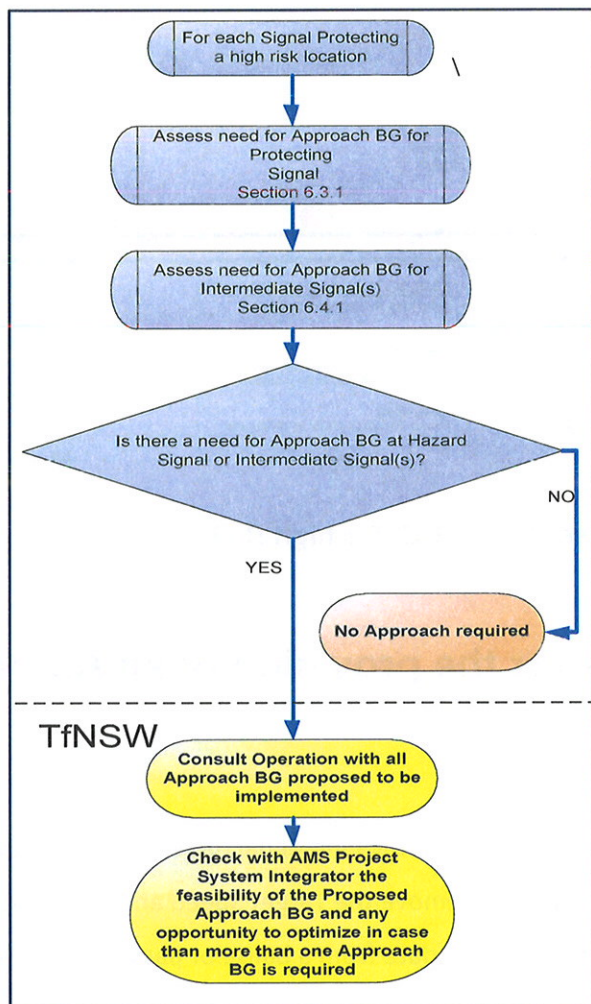 For each Signal Protecting
a high risk location
\
Assess need for Approach BG for
Protecting
Signal
Section 6.3.1
Assess need for Approach BG for
Intermediate Signal(s)
Section 6.4.1
Is there a need for Approach BG at Hazard
Signal or Intermediate Signal(s)?
NO
YES
No Approach required
TfNSW
Consult Operation with all
Approach BG proposed to be
implemented
Check with AMS Project
System Integrator the
feasibility of the Proposed
Approach BG and any
opportunity to optimize in case
than more than one Approach
BG is required